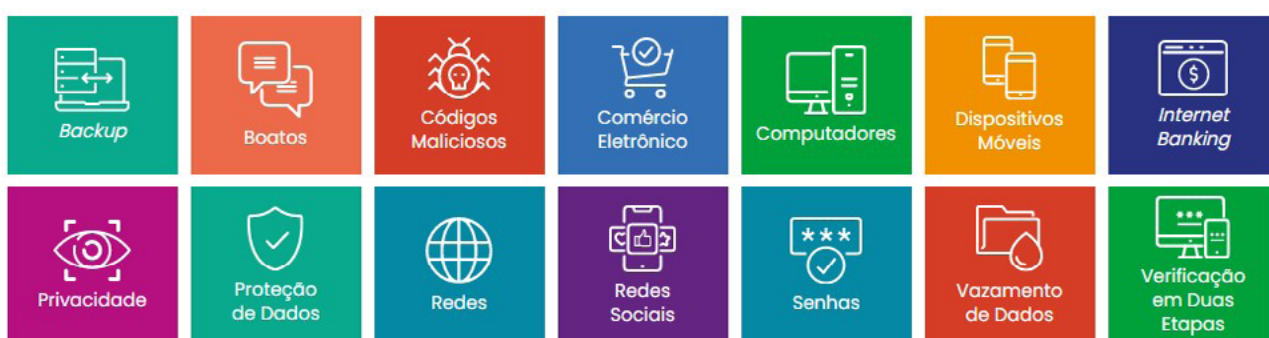 Backup
Boatos
Códigos
Maliciosos
Comércio
Eletrônico
Computadores
Dispositivos
Móveis
Internet
Banking
Privacidade
Proteção
de Dados
Redes
Redes
Sociais
***
Senhas
Vazamento
de Dados
***
***
Verificação
em Duas
Etapas